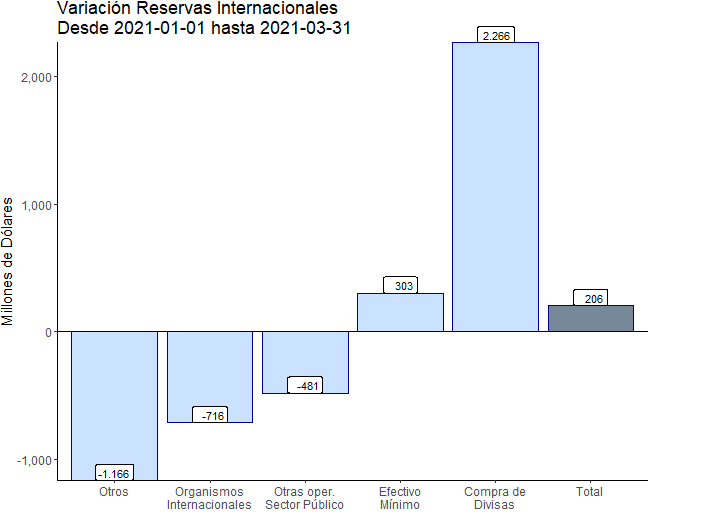 Variación Reservas Internacionales
Desde 2021-01-01 hasta 2021-03-31
Millones de Dólares
2,000
1,000
0
-1,000
-1.166
-716
-481
303
2.266
206
Otros
Organismos
Internacionales
Otras oper.
Sector Público
Efectivo
Mínimo
Compra de
Divisas
Total